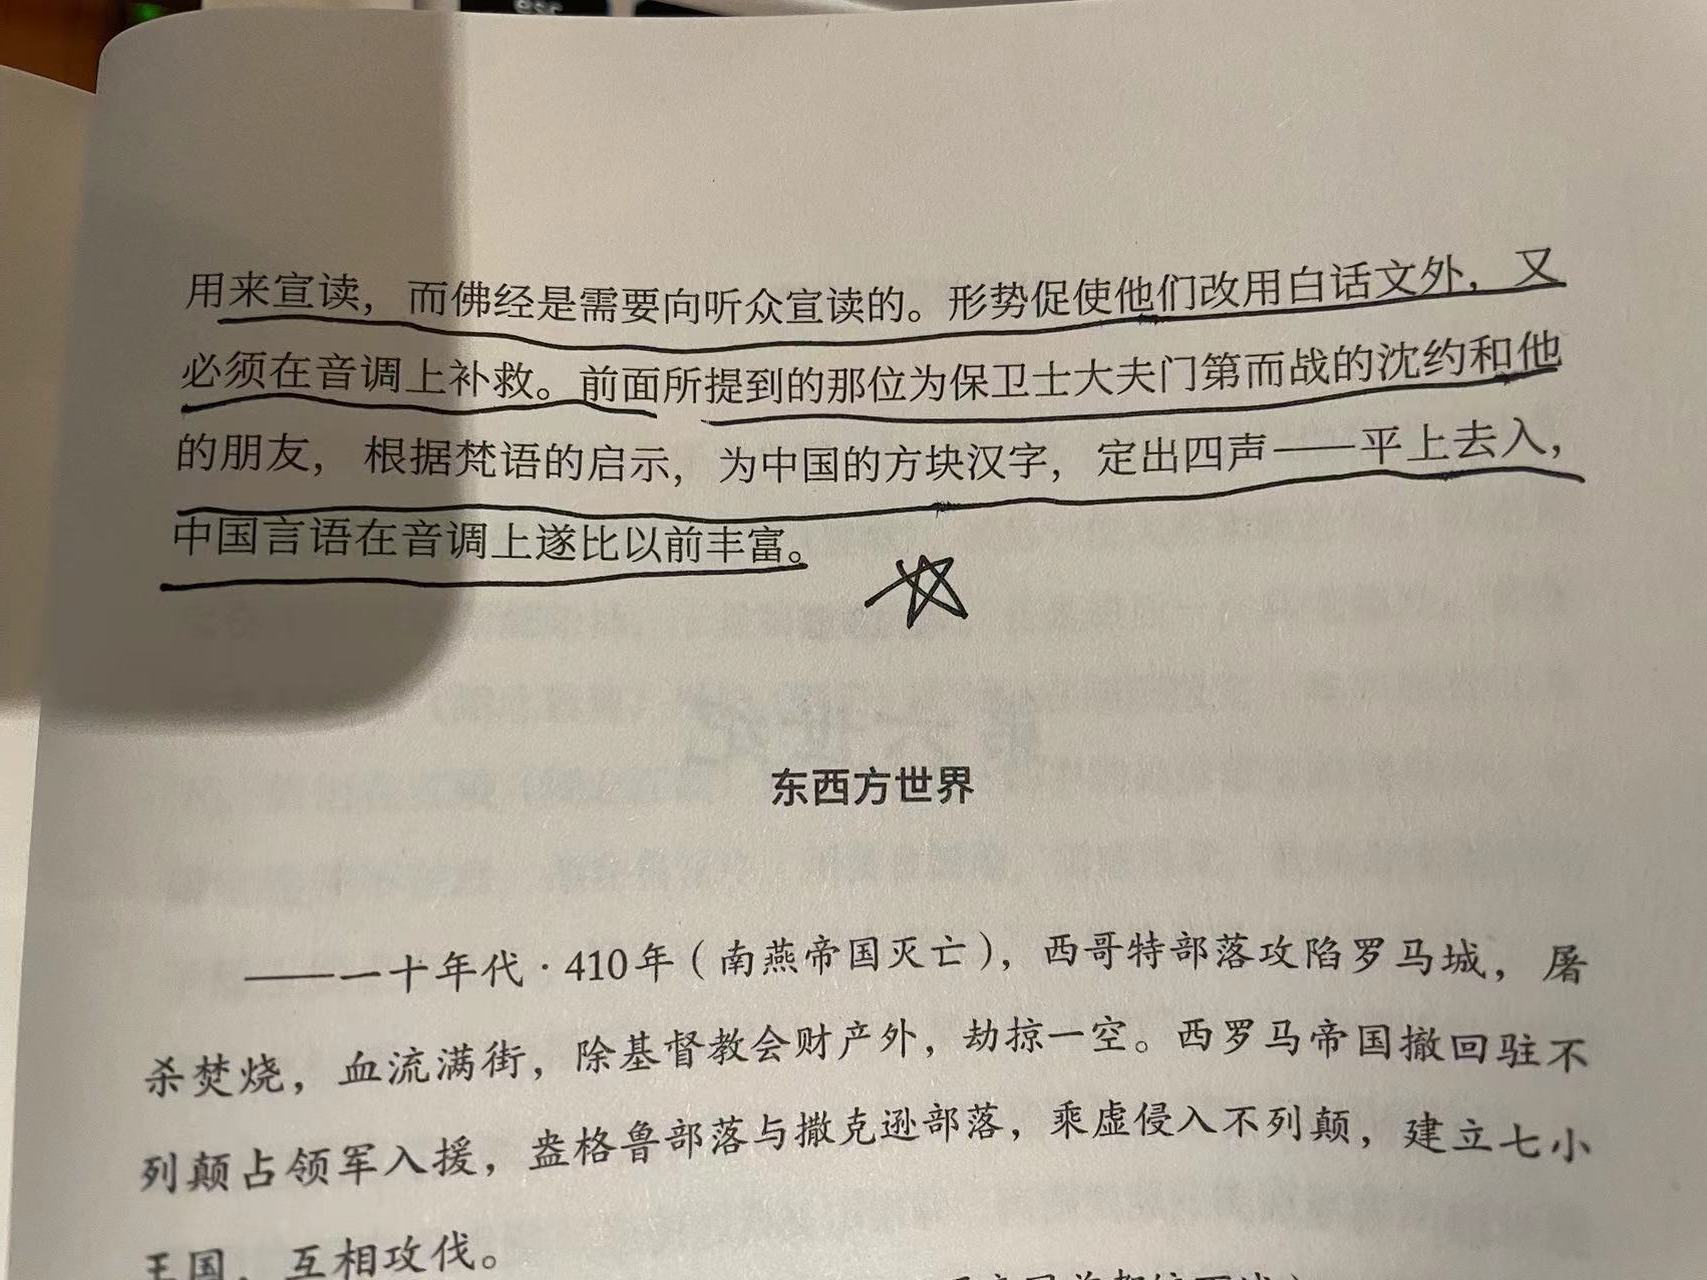 esc
用来宣读，而佛经是需要向听众宣读的。形势促使他们改用白话文外，又
必须在音调上补救。前面所提到的那位为保卫士大夫门第而战的沈约和他
的朋友，根据梵语的启示，为中国的方块汉字，定出四声——平上去入，
中国言语在音调上遂比以前丰富。
东西方世界
——一十年代·410年（南燕帝国灭亡），西哥特部落攻陷罗马城，屠
杀焚烧，血流满街，除基督教会财产外，劫掠一空。西罗马帝国撤回驻不
列颠占领军入援，盎格鲁部落与撒克逊部落，乘虚侵入不列颠，建立七小
王国，互相攻伐。